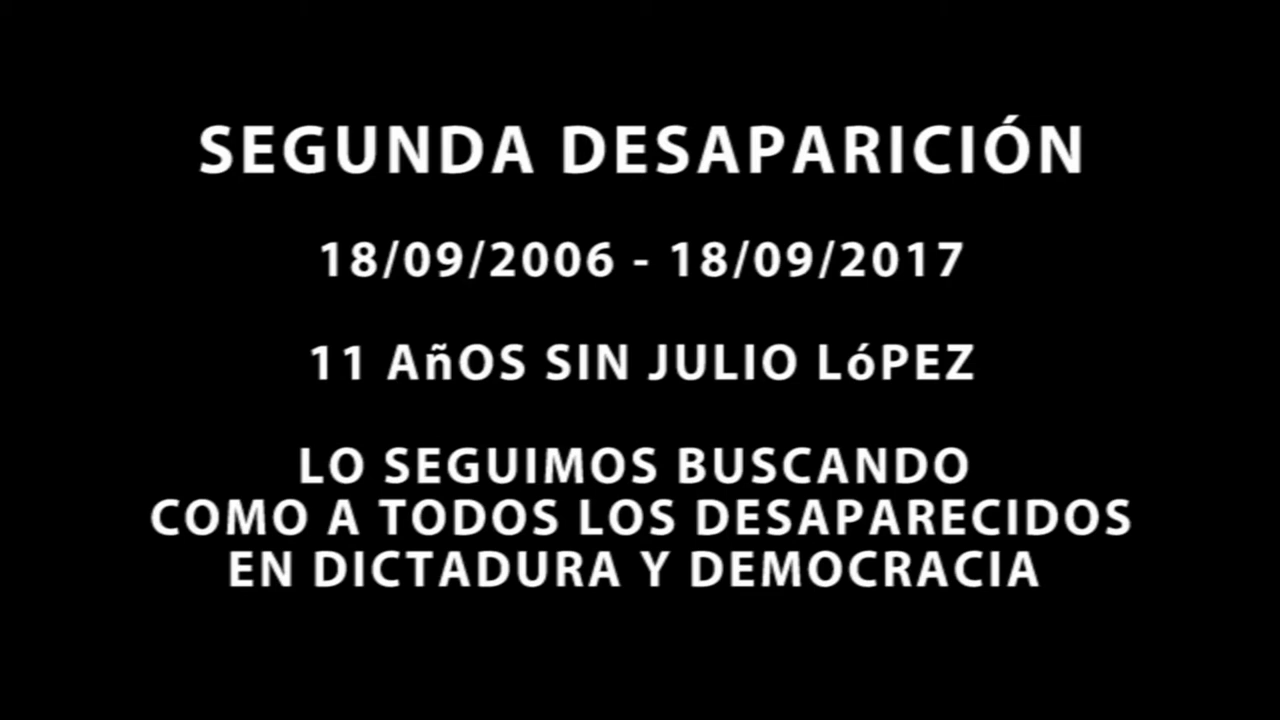 SEGUNDA DESAPARICIÓN
18/09/2006 - 18/09/2017
11 AñOS SIN JULIO LóPEZ
LO SEGUIMOS BUSCANDO
COMO A TODOS LOS DESAPARECIDOS
EN DICTADURA Y DEMOCRACIA